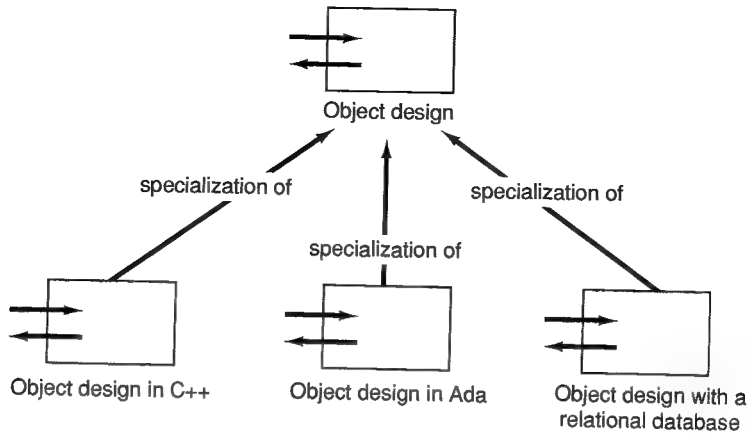 Object design
specialization of
specialization of
specialization of
Object design in C++
Object design in Ada
Object design with a
relational database